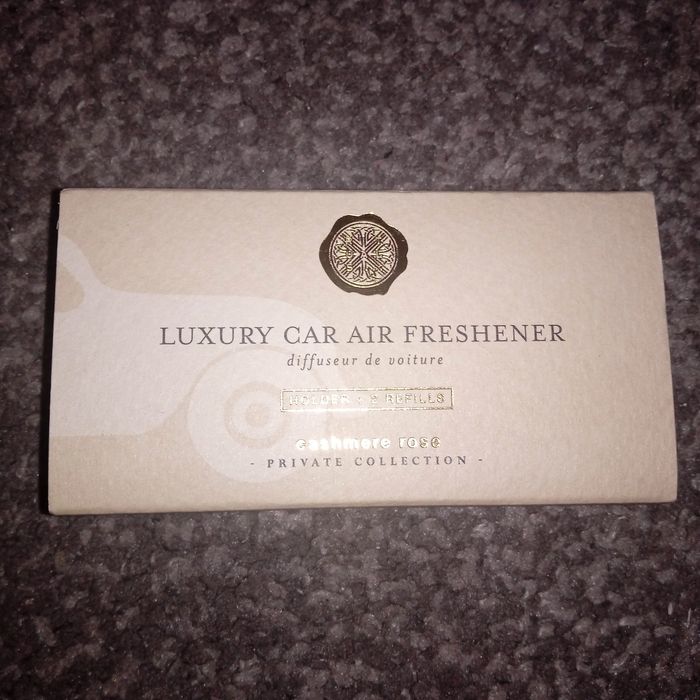 LUXURY CAR AIR FRESHENER
diffuseur de voiture
HOLDER + 2 REFILLS
cashmere rose
- PRIVATE COLLECTION -